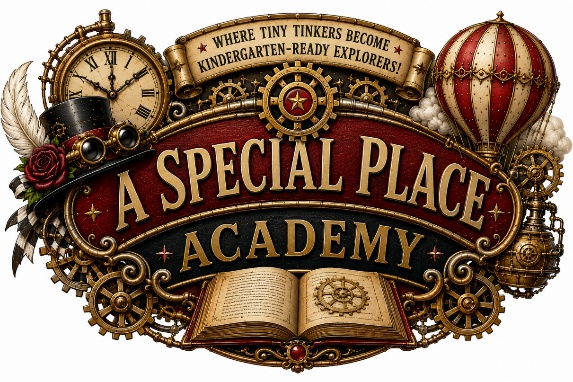 WHERE TINY TINKERS BECOME
KINDERGARTEN-READY EXPLORERS!
A SPECIAL PLACE
ACADEMY